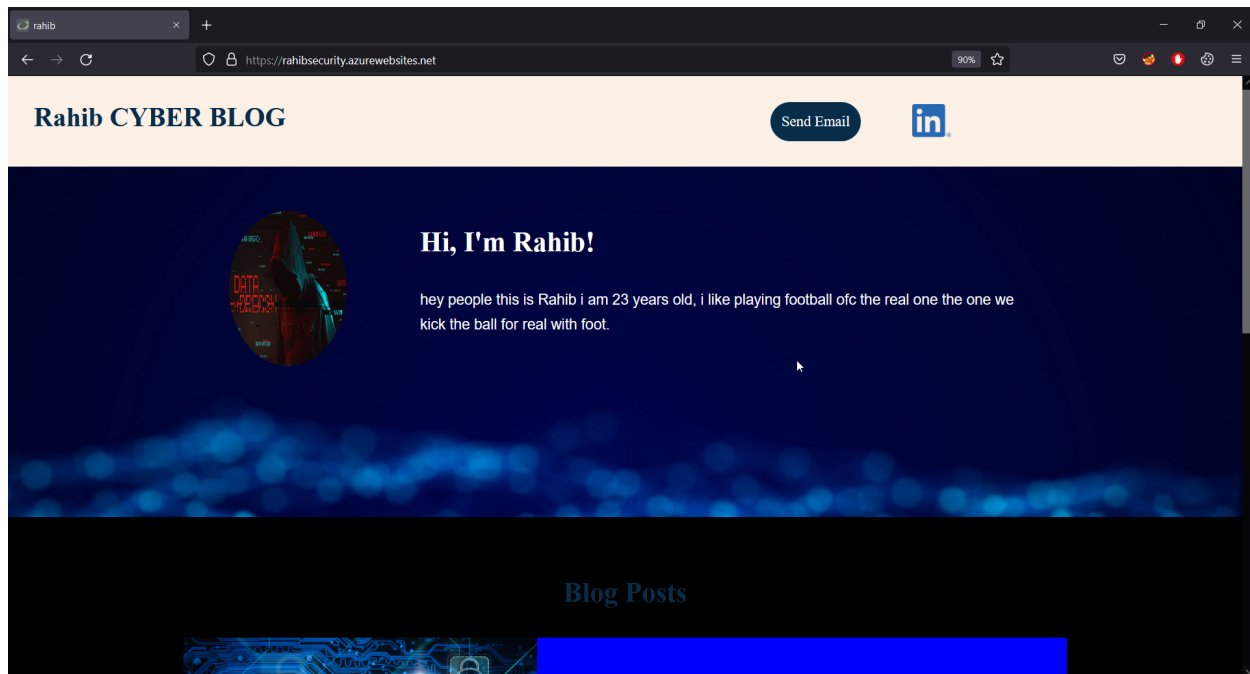 rahib
https://rahibsecurity.azurewebsites.net
90%
Rahib CYBER BLOG
Send Email
in
Hi, I'm Rahib!
DATA
hey people this is Rahib i am 23 years old, i like playing football ofc the real one the one we
kick the ball for real with foot.
Blog Posts